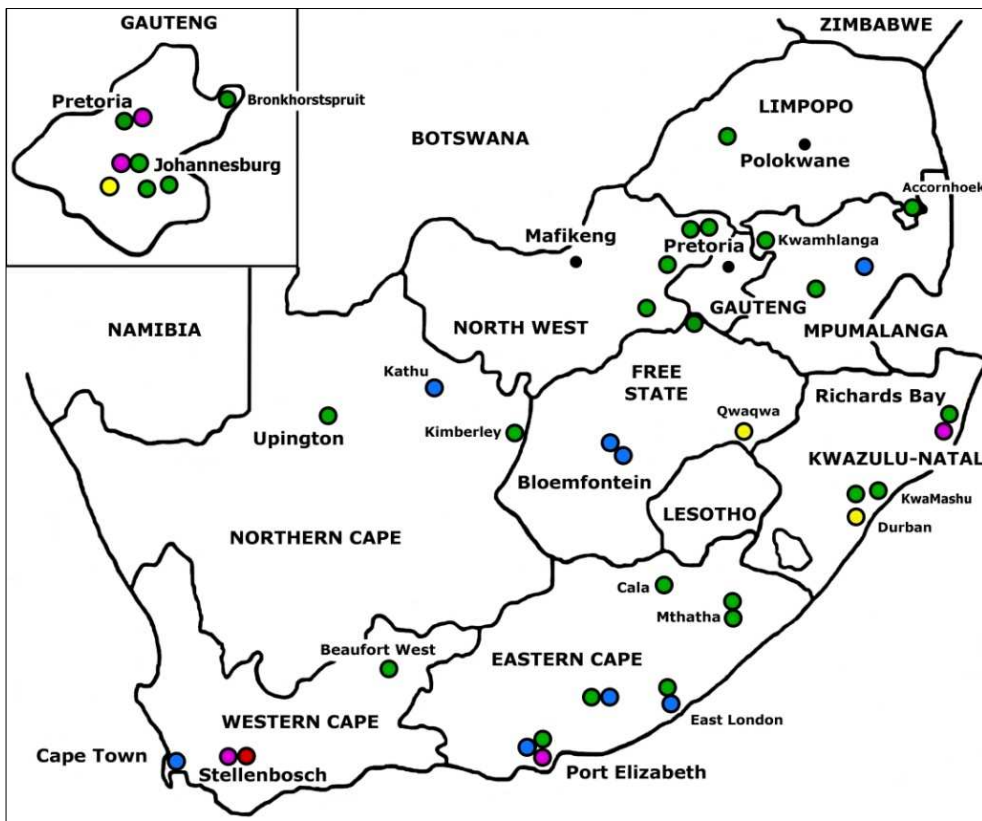 GAUTENG
Pretoria
Bronkhorstspruit
Johannesburg
ZIMBABWE
LIMPOPO
BOTSWANA
Polokwane
Accornhoek
Mafikeng
Pretoria
Kwamhlanga
NAMIBIA
NORTH WEST
GAUTENG
MPUMALANGA
Kathu
FREE
STATE
Richards Bay
Upington
Kimberley
Qwaqwa
Bloemfontein
KWAZULU-NATAL
KwaMashu
LESOTHO
Durban
NORTHERN CAPE
Cala
Mthatha
Beaufort West
EASTERN CAPE
WESTERN CAPE
East London
Cape Town
Stellenbosch
Port Elizabeth